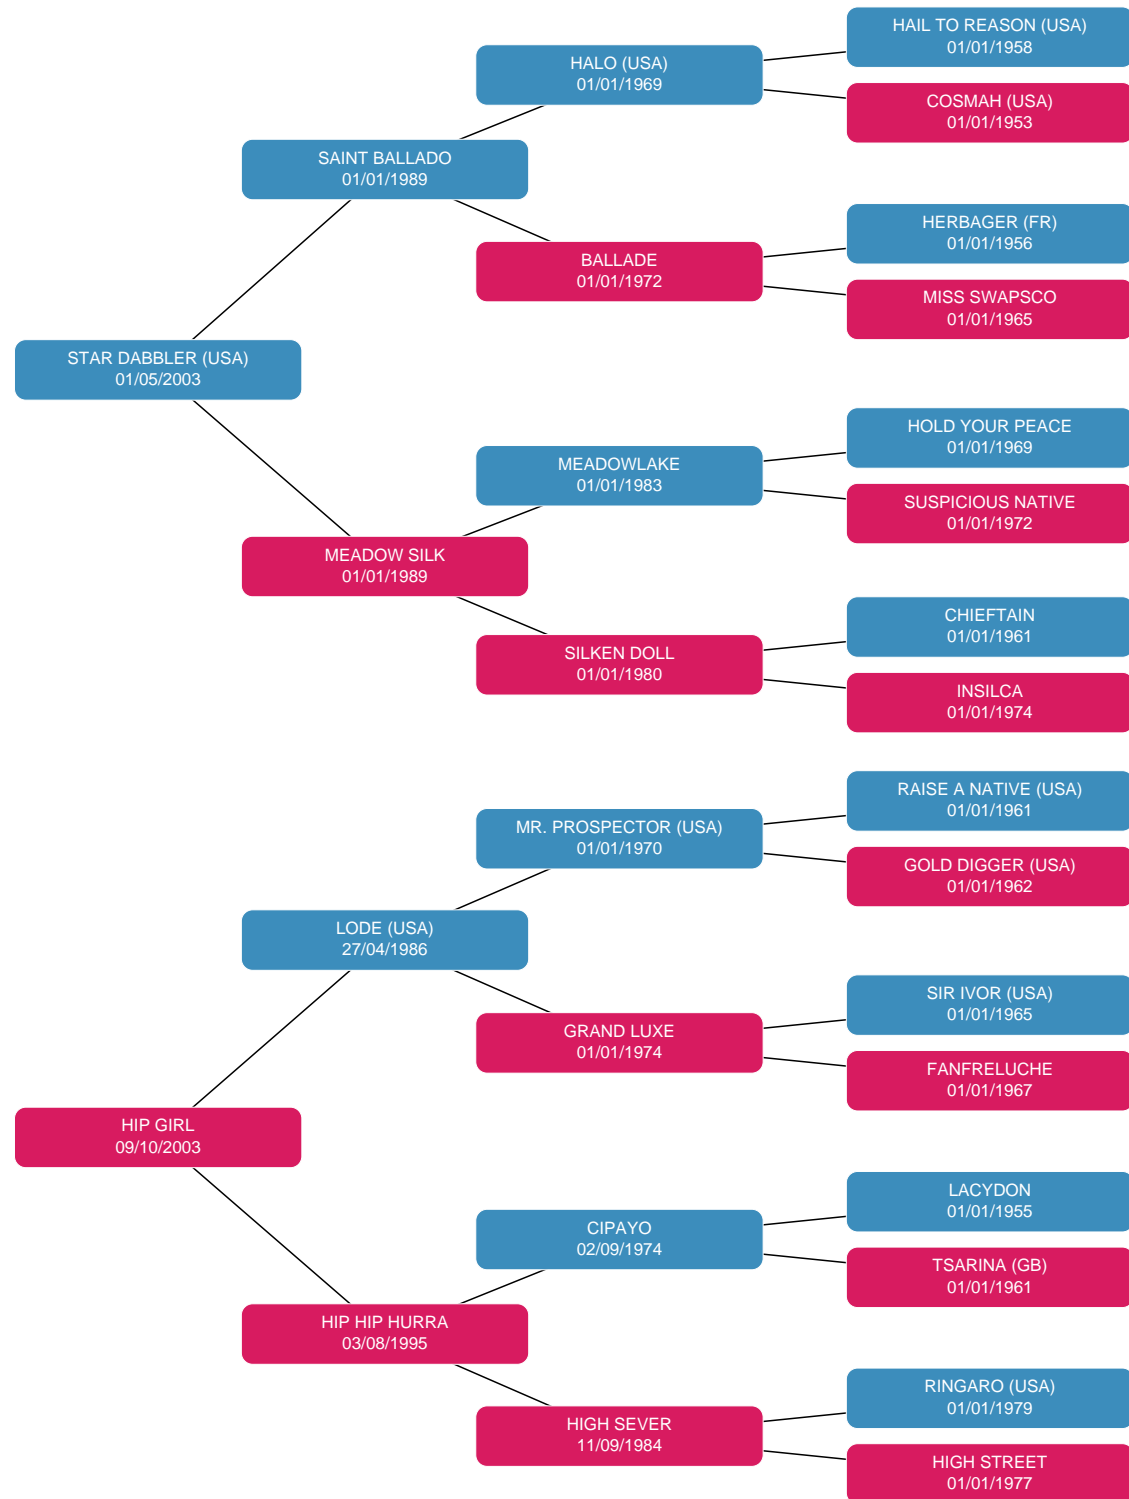 HAIL TO REASON (USA)
01/01/1958
HALO (USA)
01/01/1969
COSMAH (USA)
01/01/1953
SAINT BALLADO
01/01/1989
HERBAGER (FR)
01/01/1956
BALLADE
01/01/1972
MISS SWAPSCO
01/01/1965
STAR DABBLER (USA)
01/05/2003
HOLD YOUR PEACE
01/01/1969
MEADOWLAKE
01/01/1983
SUSPICIOUS NATIVE
01/01/1972
MEADOW SILK
01/01/1989
CHIEFTAIN
01/01/1961
SILKEN DOLL
01/01/1980
INSILCA
01/01/1974
RAISE A NATIVE (USA)
01/01/1961
MR. PROSPECTOR (USA)
01/01/1970
GOLD DIGGER (USA)
01/01/1962
LODE (USA)
27/04/1986
SIR IVOR (USA)
01/01/1965
GRAND LUXE
01/01/1974
FANFRELUCHE
01/01/1967
HIP GIRL
09/10/2003
LACYDON
01/01/1955
CIPAYO
02/09/1974
TSARINA (GB)
01/01/1961
HIP HIP HURRA
03/08/1995
RINGARO (USA)
01/01/1979
HIGH SEVER
11/09/1984
HIGH STREET
01/01/1977